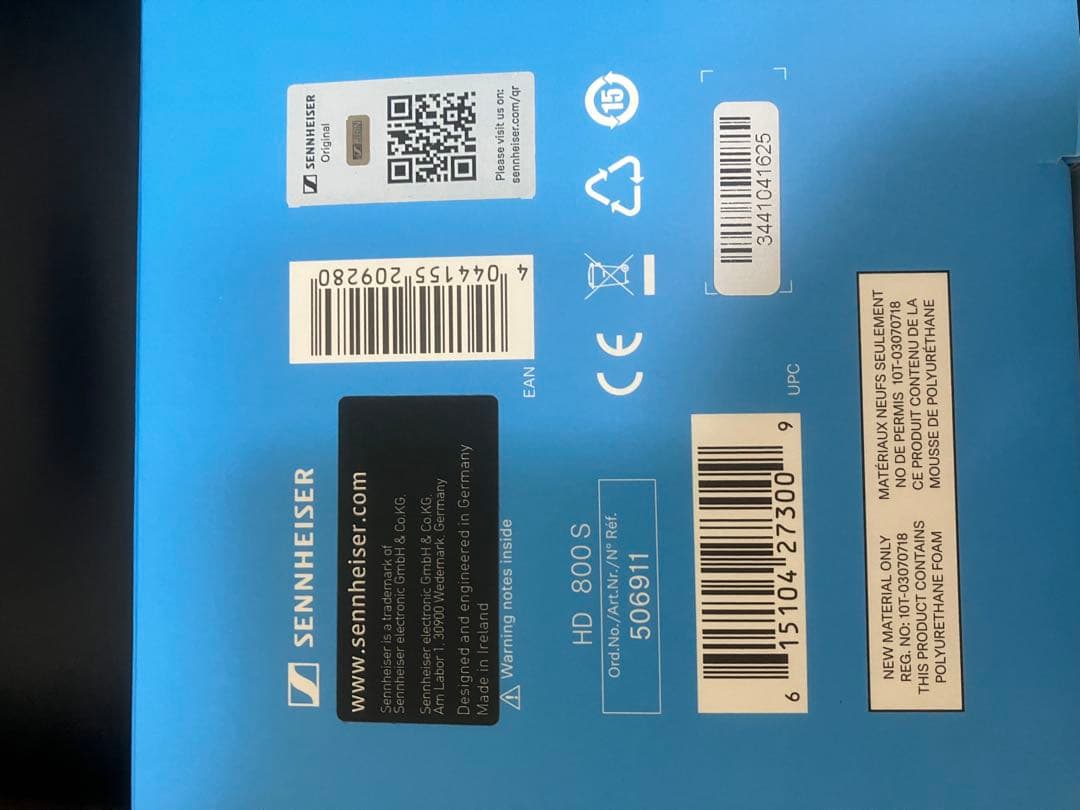 SENNHEISER
www.sennheiser.com
Sennheiser is a trademark of
Sennheiser electronic GmbH & Co.KG.
Sennheiser electronic GmbH & Co.KG.
Am Labor 1, 30900 Wedemark, Germany
Designed and engineered in Germany
Made in Ireland
⚠ Warning notes inside
4 044155 209280
EAN
SENNHEISER
Original
Please visit us on:
sennheiser.com/qr
HD 800 S
Ord.No./Art.Nr./N° Réf.
506911
CE
15
6 15104 27300 9
UPC
3441041625
NEW MATERIAL ONLY
REG. NO: 10T-03070718
THIS PRODUCT CONTAINS
POLYURETHANE FOAM
MATÉRIAUX NEUFS SEULEMENT
NO DE PERMIS 10T-03070718
CE PRODUIT CONTENU DE LA
MOUSSE DE POLYURÉTHANE